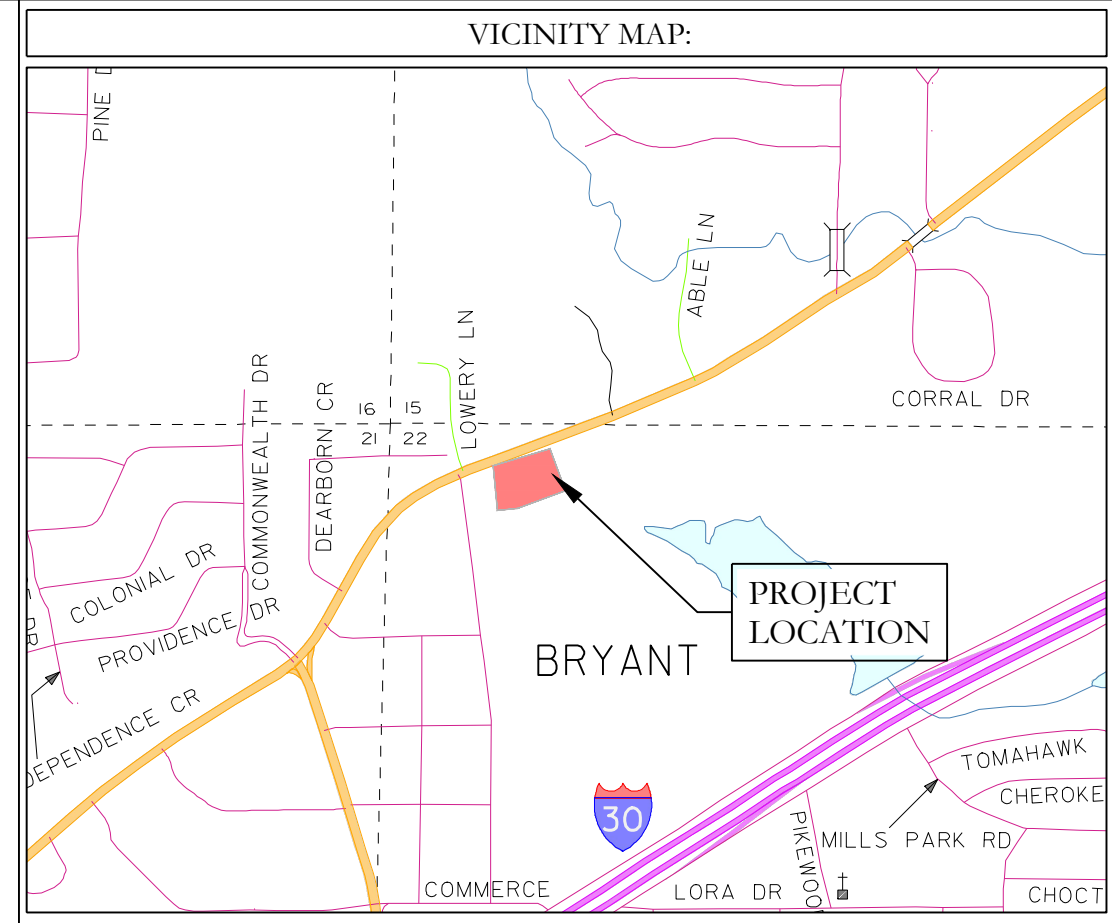 VICINITY MAP:
PINE D
ABLE LN
LOWERY LN
CORRAL DR
COMMONWEALTH DR
DEARBORN CR
16 15
21 22
COLONIAL DR
PROVIDENCE DR
DR
DEPENDENCE CR
PROJECT
LOCATION
BRYANT
30
TOMAHAWK
CHEROKE
MILLS PARK RD
PIKEWOO
COMMERCE
LORA DR
CHOCT